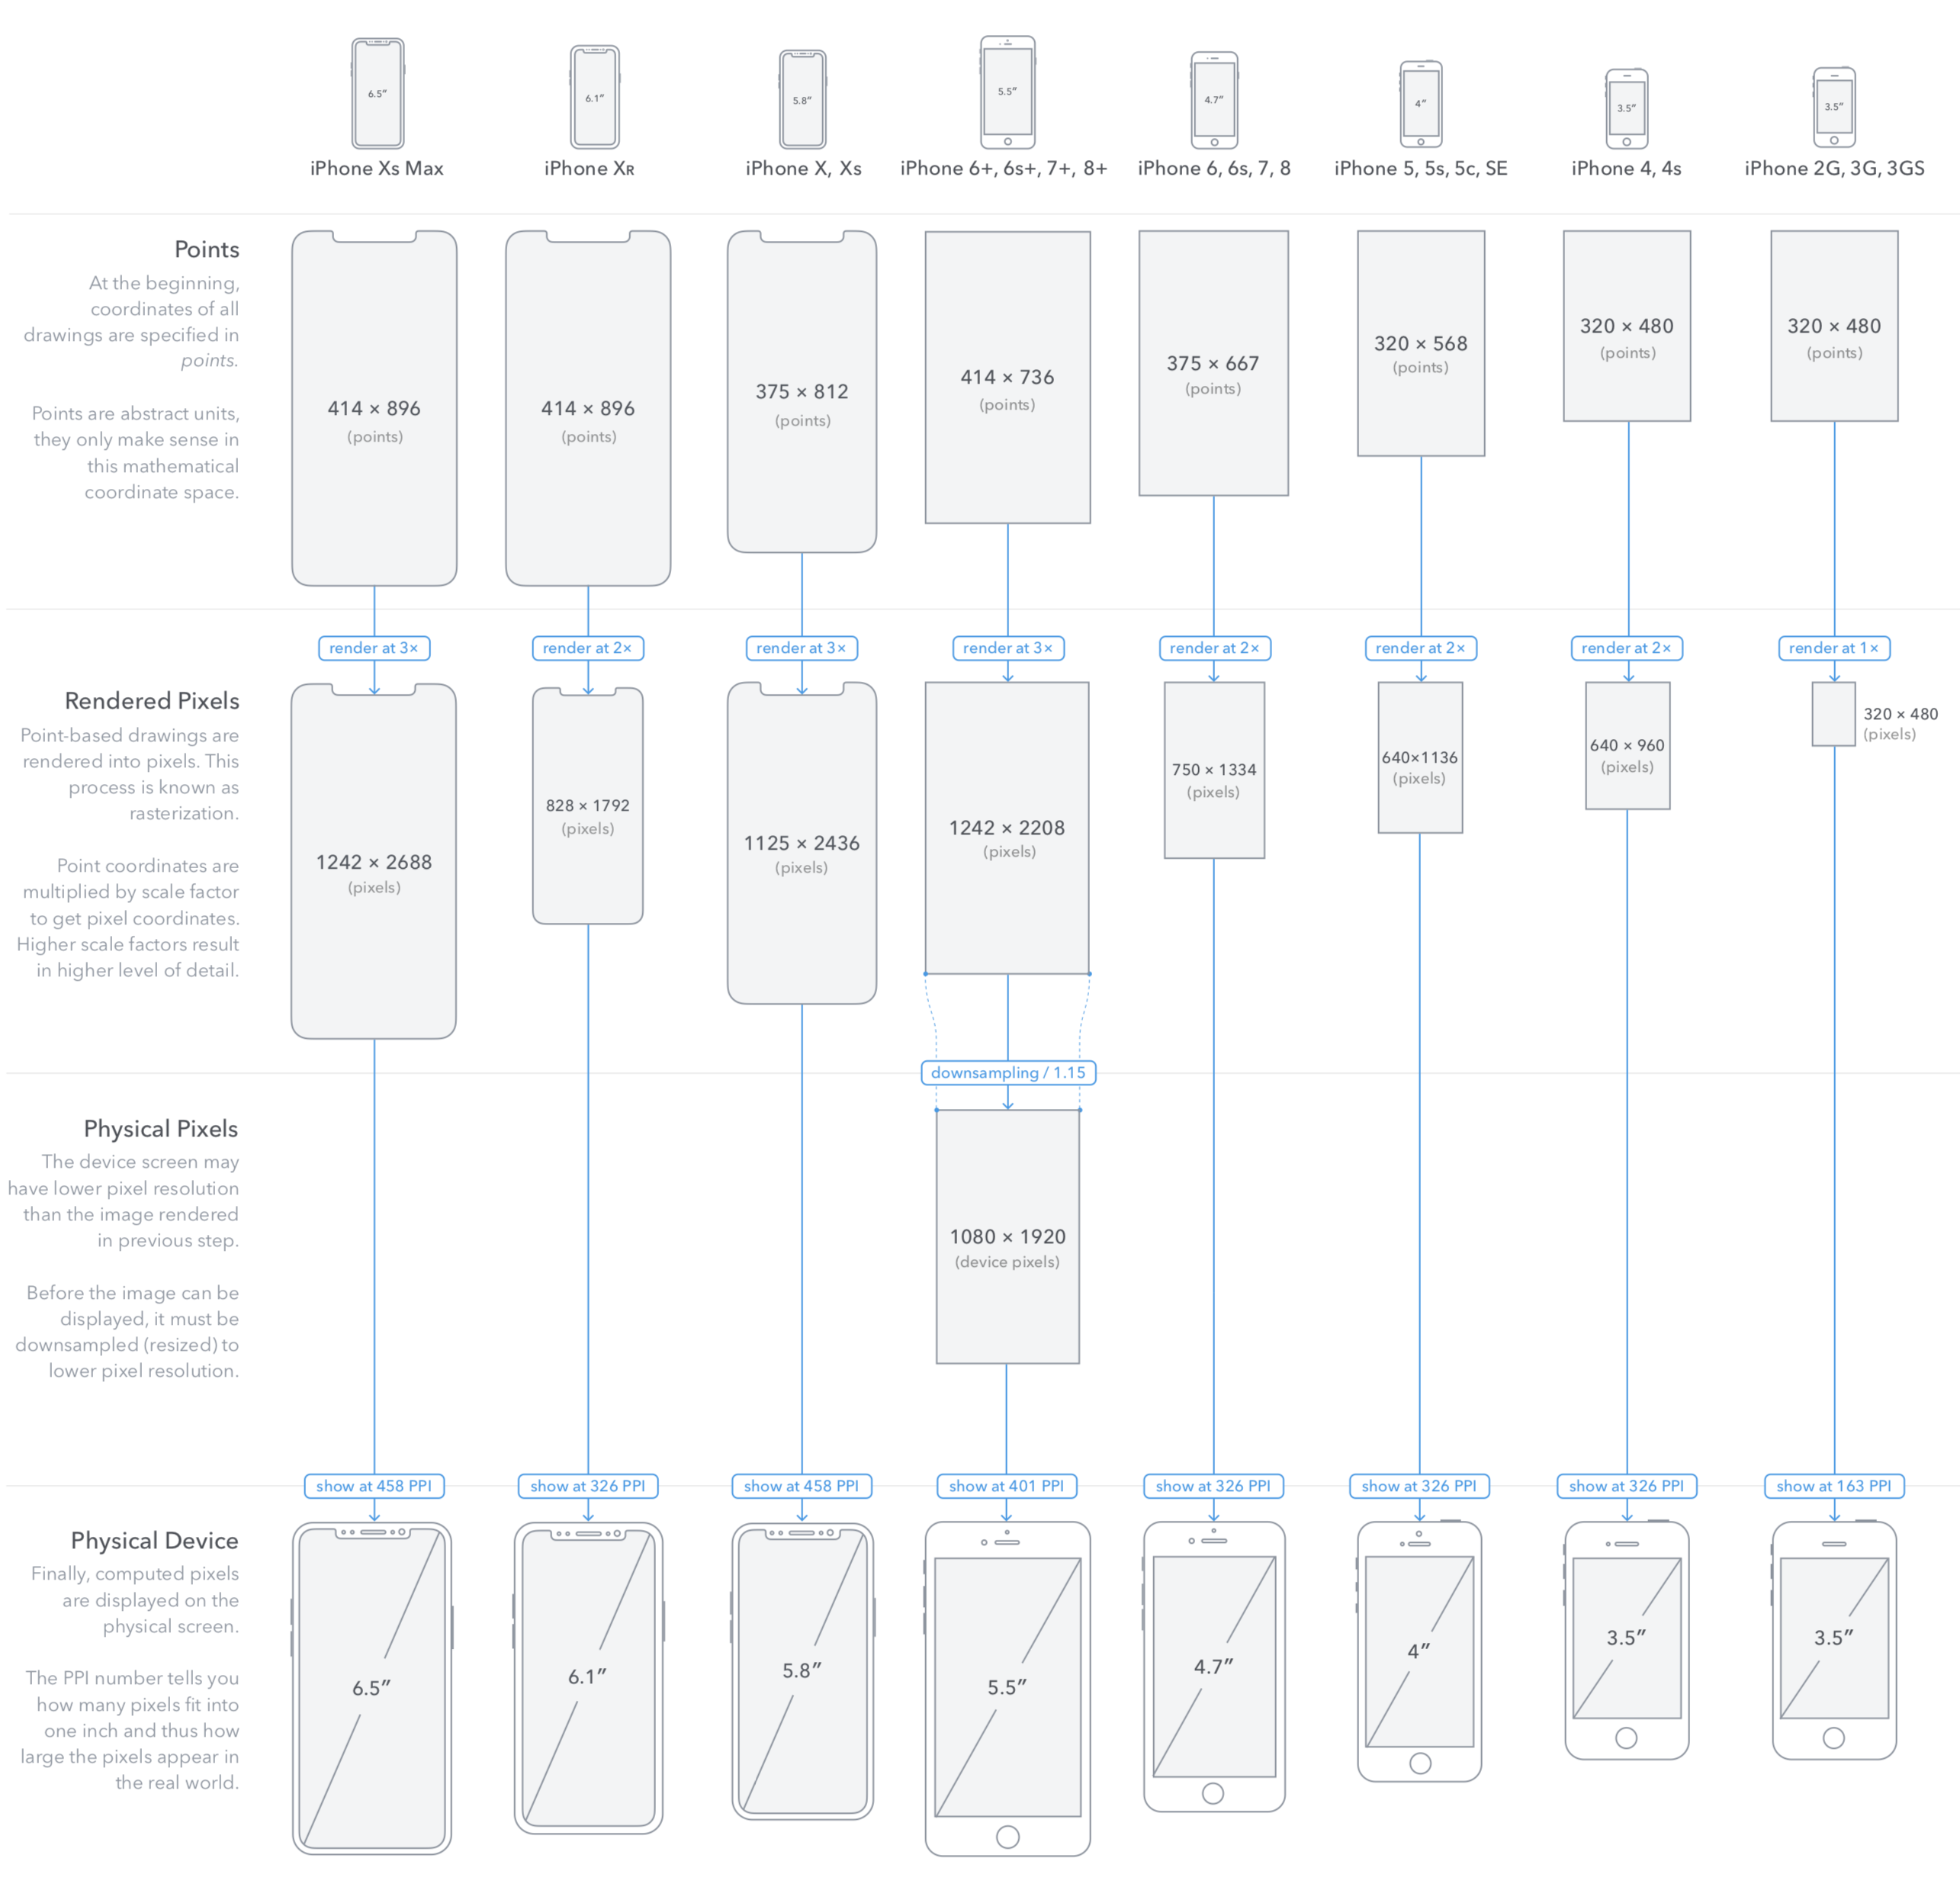 6.5″
6.1″
5.8″
5.5″
4.7″
4″
3.5″
3.5″
iPhone Xs Max
iPhone XR
iPhone X, Xs
iPhone 6+, 6s+, 7+, 8+
iPhone 6, 6s, 7, 8
iPhone 5, 5s, 5c, SE
iPhone 4, 4s
iPhone 2G, 3G, 3GS
Points
At the beginning,
coordinates of all
drawings are specified in
points.
Points are abstract units,
they only make sense in
this mathematical
coordinate space.
414 × 896
(points)
414 × 896
(points)
375 × 812
(points)
414 × 736
(points)
375 × 667
(points)
320 × 568
(points)
320 × 480
(points)
320 × 480
(points)
render at 3×
render at 2×
render at 3×
render at 3×
render at 2×
render at 2×
render at 2×
render at 1×
Rendered Pixels
Point-based drawings are
rendered into pixels. This
process is known as
rasterization.
Point coordinates are
multiplied by scale factor
to get pixel coordinates.
Higher scale factors result
in higher level of detail.
1242 × 2688
(pixels)
828 × 1792
(pixels)
1125 × 2436
(pixels)
1242 × 2208
(pixels)
750 × 1334
(pixels)
640×1136
(pixels)
640 × 960
(pixels)
320 × 480
(pixels)
downsampling / 1.15
Physical Pixels
The device screen may
have lower pixel resolution
than the image rendered
in previous step.
Before the image can be
displayed, it must be
downsampled (resized) to
lower pixel resolution.
1080 × 1920
(device pixels)
show at 458 PPI
show at 326 PPI
show at 458 PPI
show at 401 PPI
show at 326 PPI
show at 326 PPI
show at 326 PPI
show at 163 PPI
Physical Device
Finally, computed pixels
are displayed on the
physical screen.
The PPI number tells you
how many pixels fit into
one inch and thus how
large the pixels appear in
the real world.
6.5″
6.1″
5.8″
5.5″
4.7″
4″
3.5″
3.5″